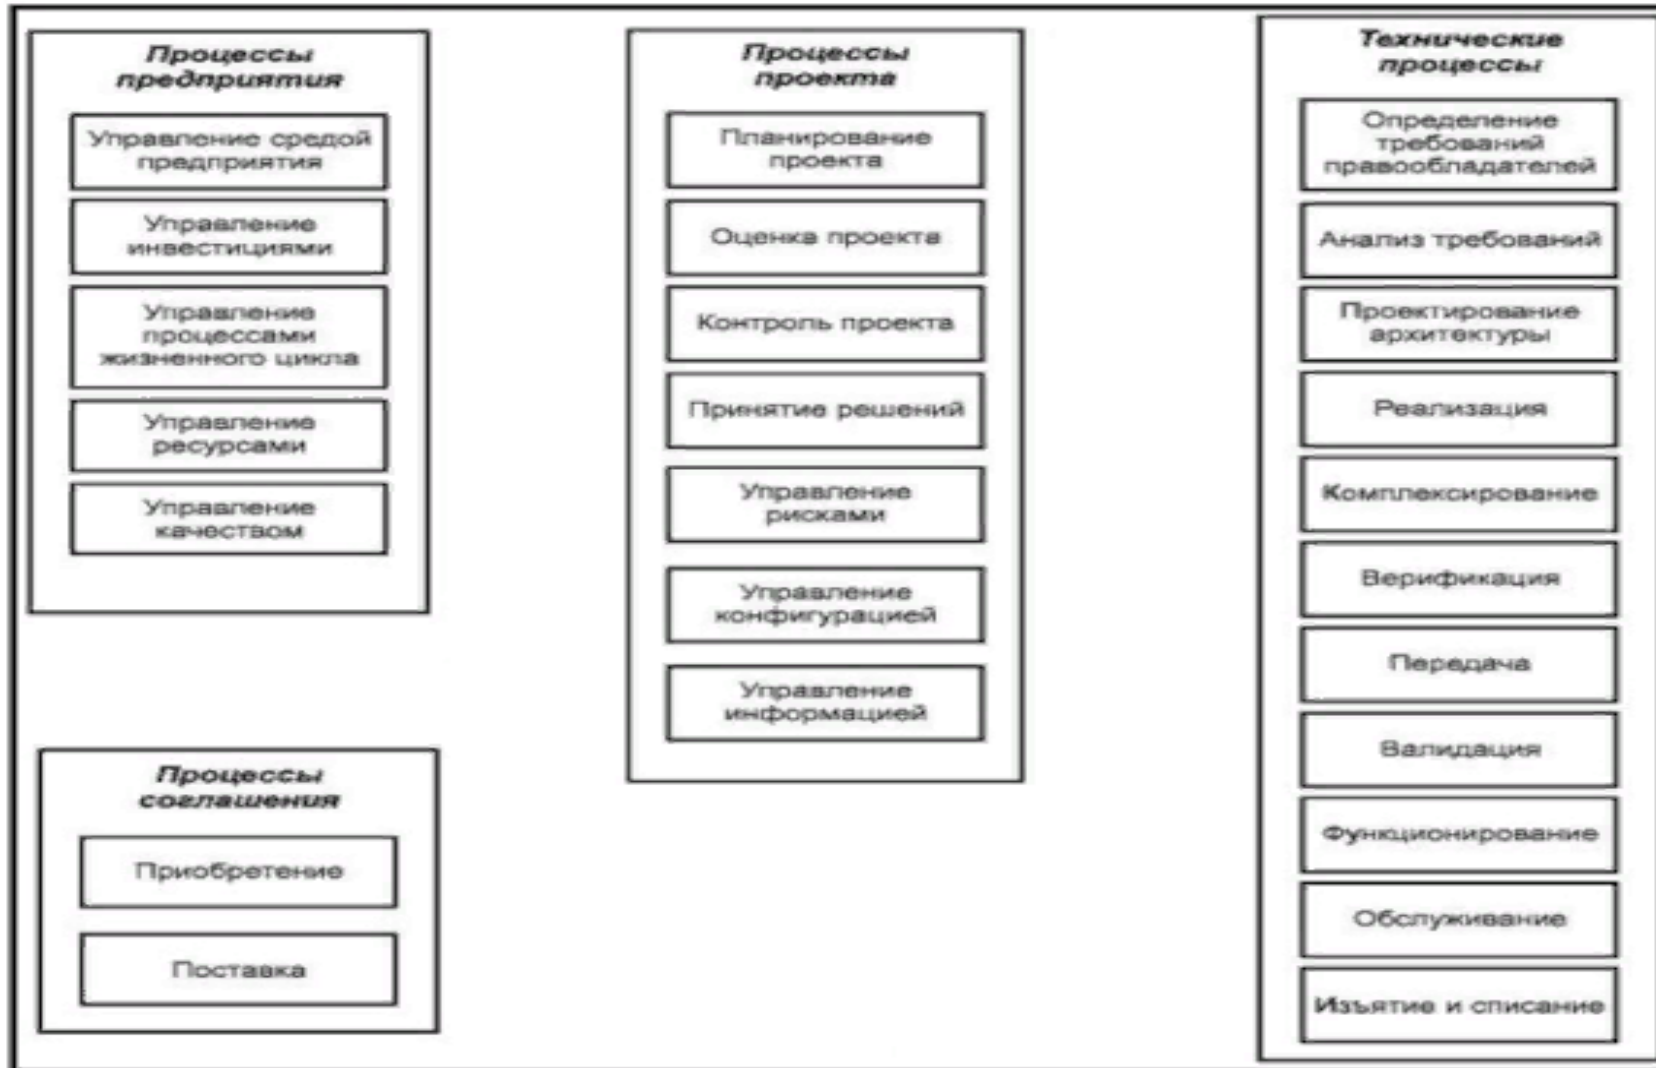 Процессы
предприятия
Управление средой
предприятия
Управление
инвестициями
Управление
процессами
жизненного цикла
Управление
ресурсами
Управление
качеством
Процессы
соглашения
Приобретение
Поставка
Процессы
проекта
Планирование
проекта
Оценка проекта
Контроль проекта
Принятие решений
Управление
рисками
Управление
конфигурацией
Управление
информацией
Технические
процессы
Определение
требований
правообладателей
Анализ требований
Проектирование
архитектуры
Реализация
Комплексирование
Верификация
Передача
Валидация
Функционирование
Обслуживание
Изъятие и списание